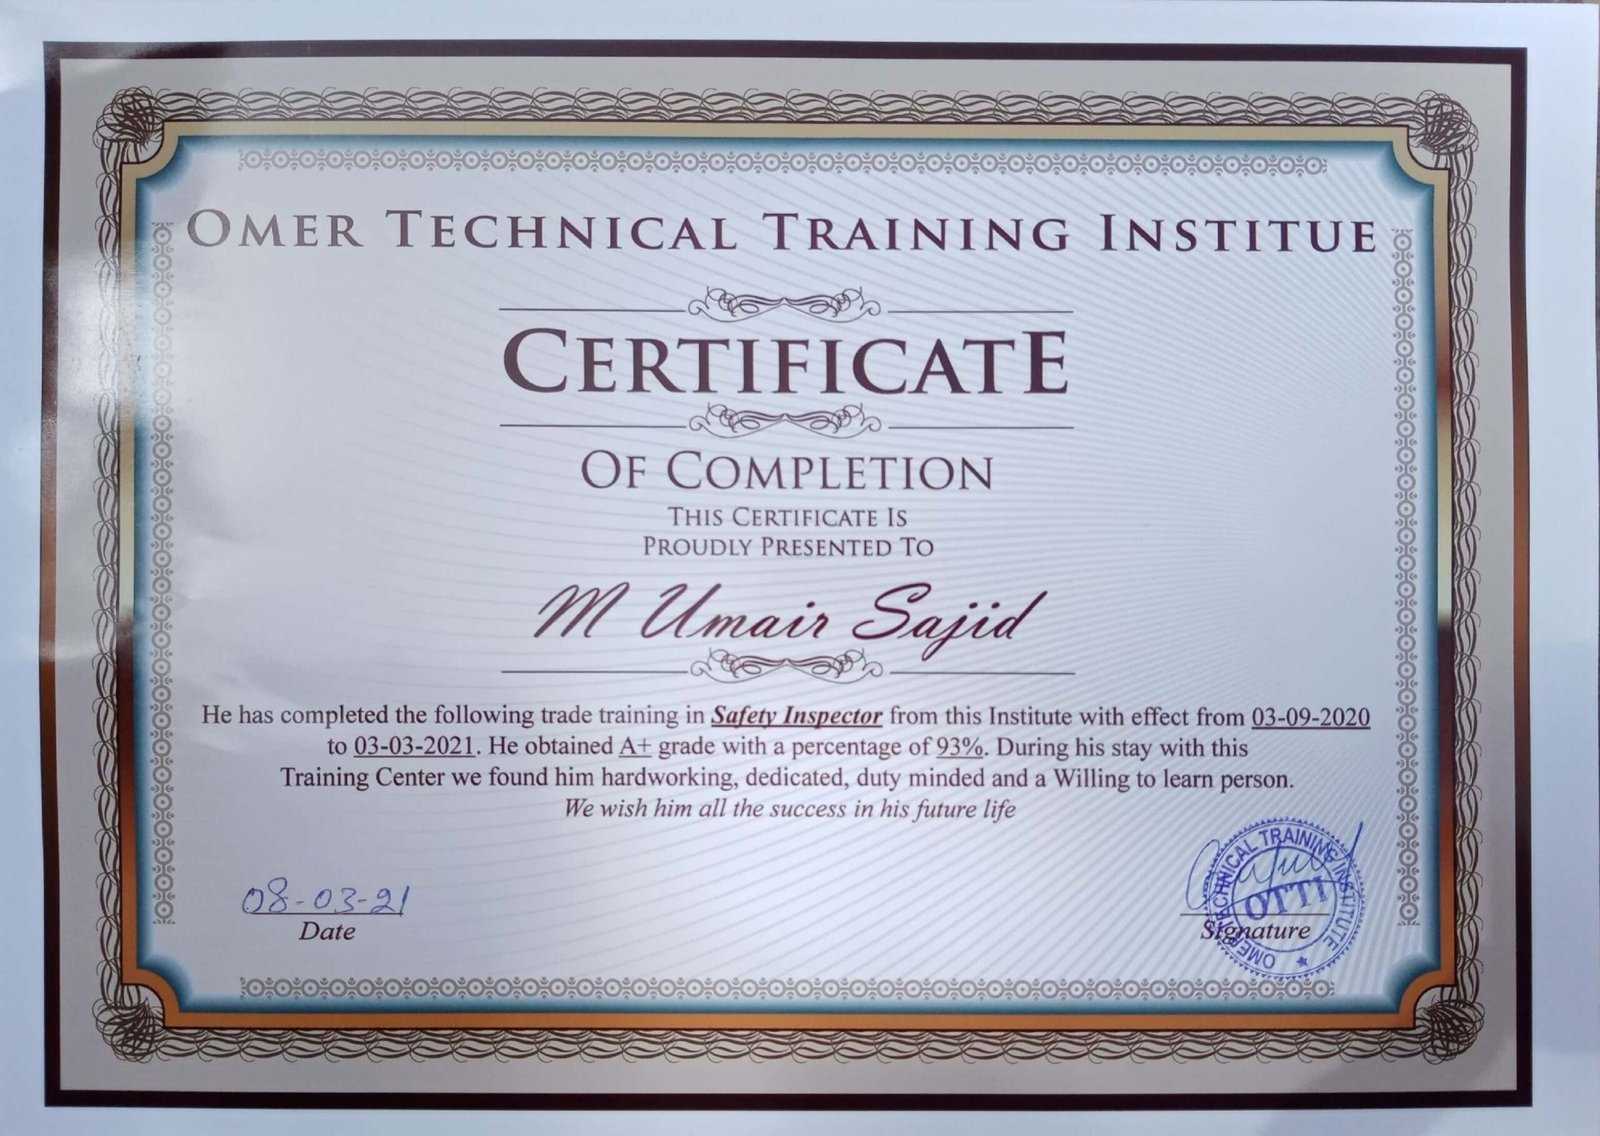 OMER TECHNICAL TRAINING INSTITUE
CERTIFICATE
OF COMPLETION
THIS CERTIFICATE IS
PROUDLY PRESENTED TO
M Umair Sajid
He has completed the following trade training in Safety Inspector from this Institute with effect from 03-09-2020
to 03-03-2021. He obtained A+ grade with a percentage of 93%. During his stay with this
Training Center we found him hardworking, dedicated, duty minded and a Willing to learn person.
We wish him all the success in his future life
08-03-21
Date
Signature
OMER TECHNICAL TRAINING INSTITUTE
OTTI